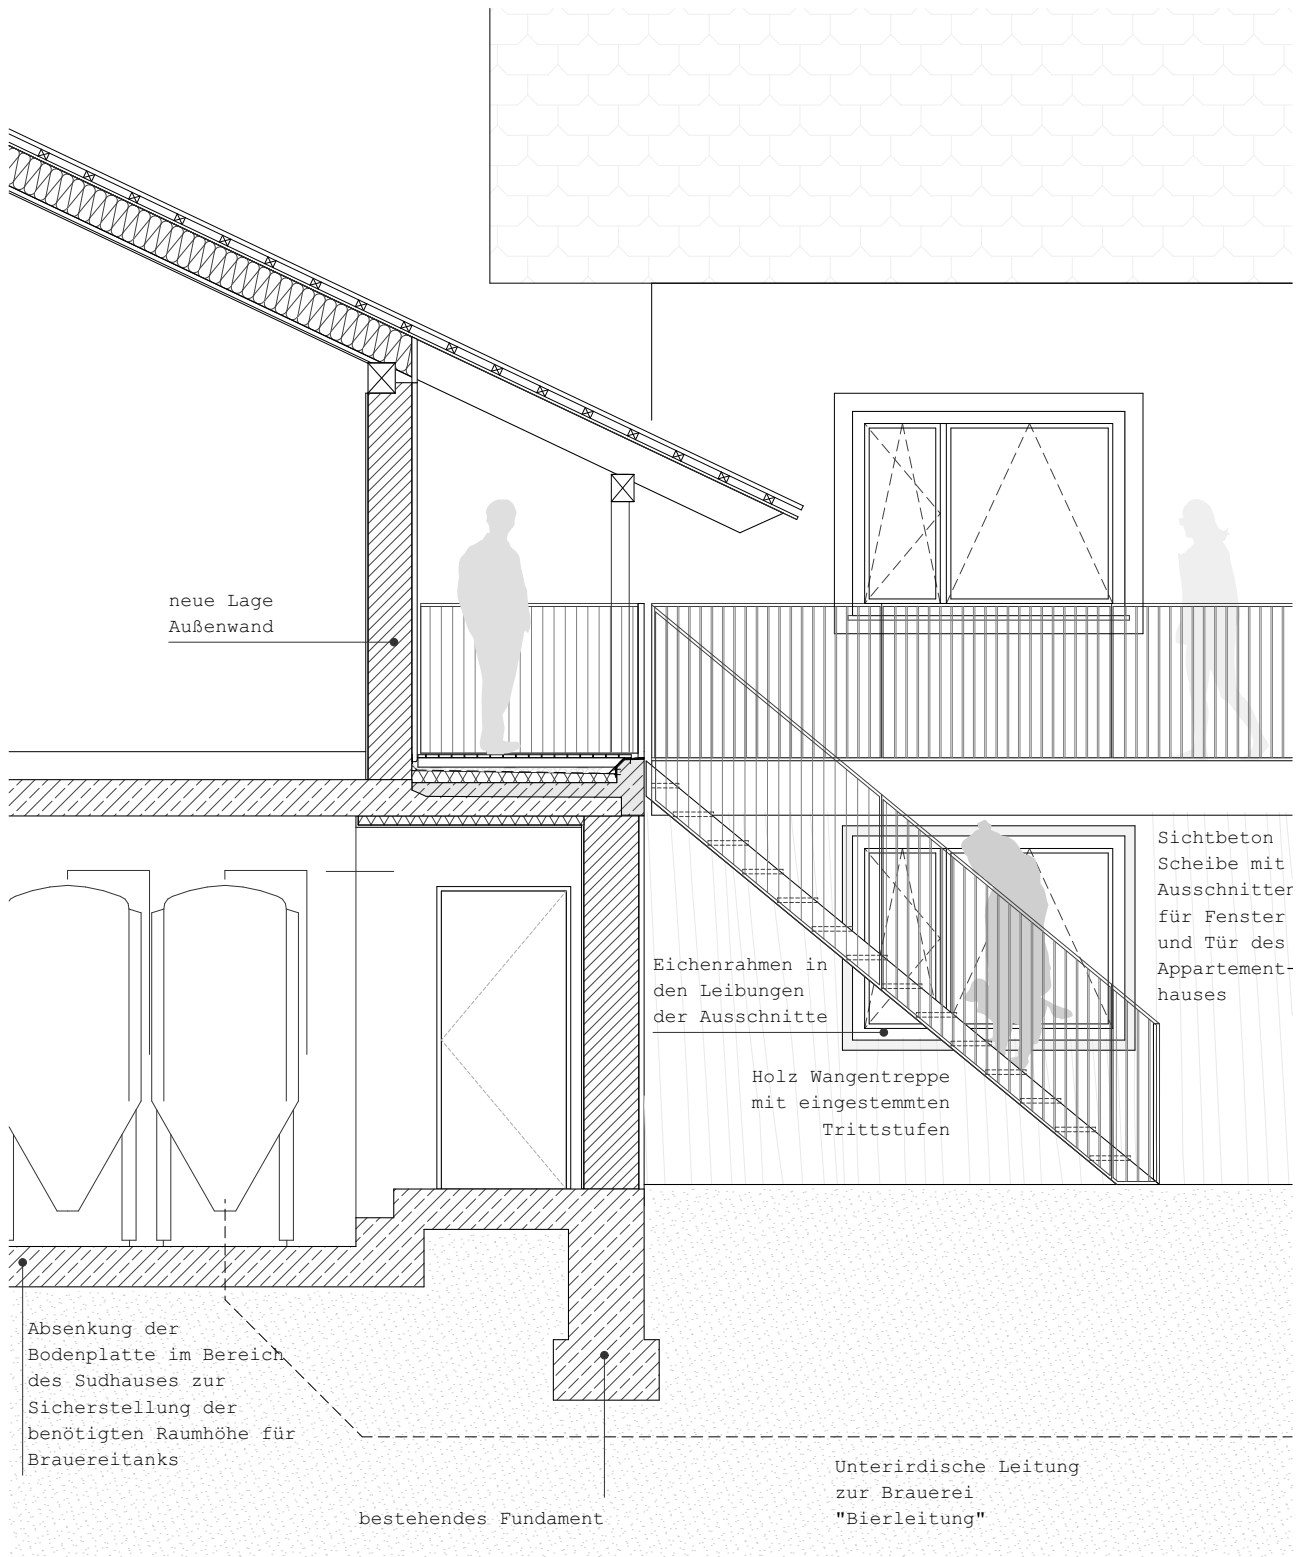 neue Lage
Außenwand
Sichtbeton
Scheibe mit
Ausschnitten
für Fenster
und Tür des
Appartement-
hauses
Eichenrahmen in
den Leibungen
der Ausschnitte
Holz Wangentreppe
mit eingestemmten
Trittstufen
Absenkung der
Bodenplatte im Bereich
des Sudhauses zur
Sicherstellung der
benötigten Raumhöhe für
Brauereitanks
Unterirdische Leitung
zur Brauerei
"Bierleitung"
bestehendes Fundament